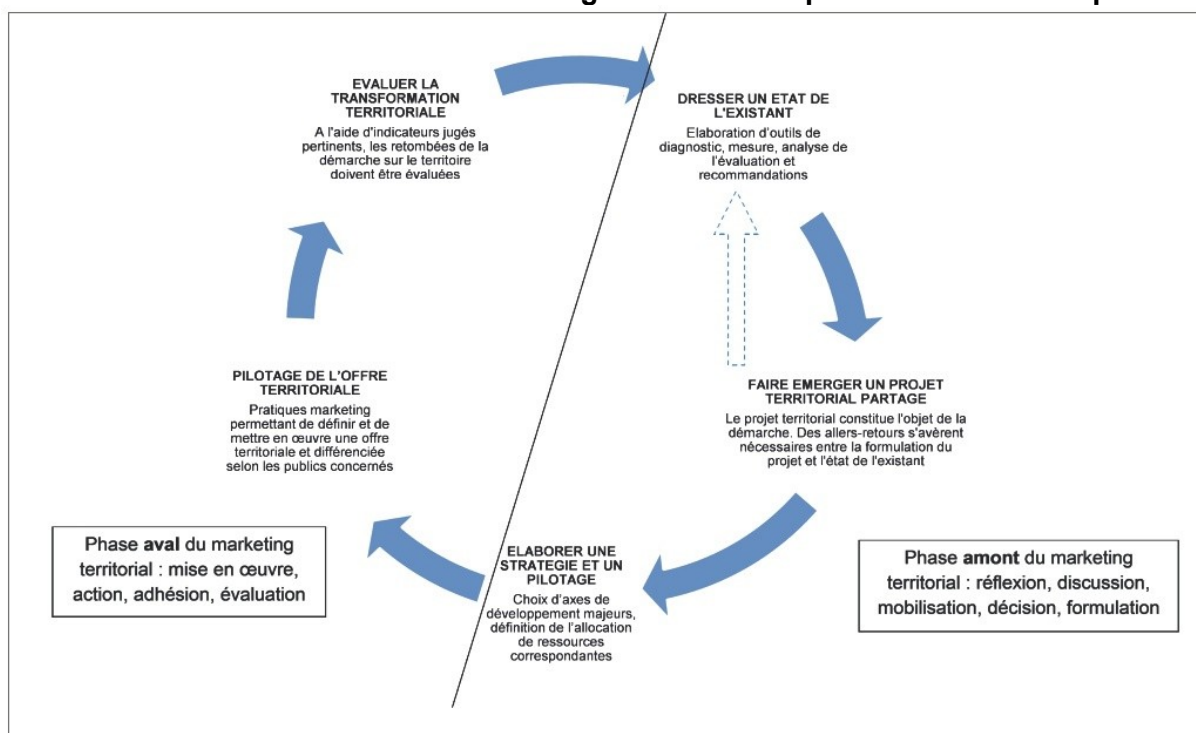 EVALUER LA
TRANSFORMATION
TERRITORIALE
A l'aide d'indicateurs jugés
pertinents, les retombées de la
démarche sur le territoire
doivent être évaluées
DRESSER UN ETAT DE
L'EXISTANT
Elaboration d'outils de
diagnostic, mesure, analyse de
l'évaluation et
recommandations
PILOTAGE DE L'OFFRE
TERRITORIALE
Pratiques marketing
permettant de définir et de
mettre en œuvre une offre
territoriale et différenciée
selon les publics concernés
FAIRE EMERGER UN PROJET
TERRITORIAL PARTAGE
Le projet territorial constitue l'objet de la
démarche. Des allers-retours s'avèrent
nécessaires entre la formulation du
projet et l'état de l'existant
Phase aval du marketing
territorial : mise en œuvre,
action, adhésion, évaluation
ELABORER UNE
STRATEGIE ET UN
PILOTAGE
Choix d'axes de
développement majeurs,
définition de l'allocation
de ressources
correspondantes
Phase amont du marketing
territorial : réflexion, discussion,
mobilisation, décision, formulation